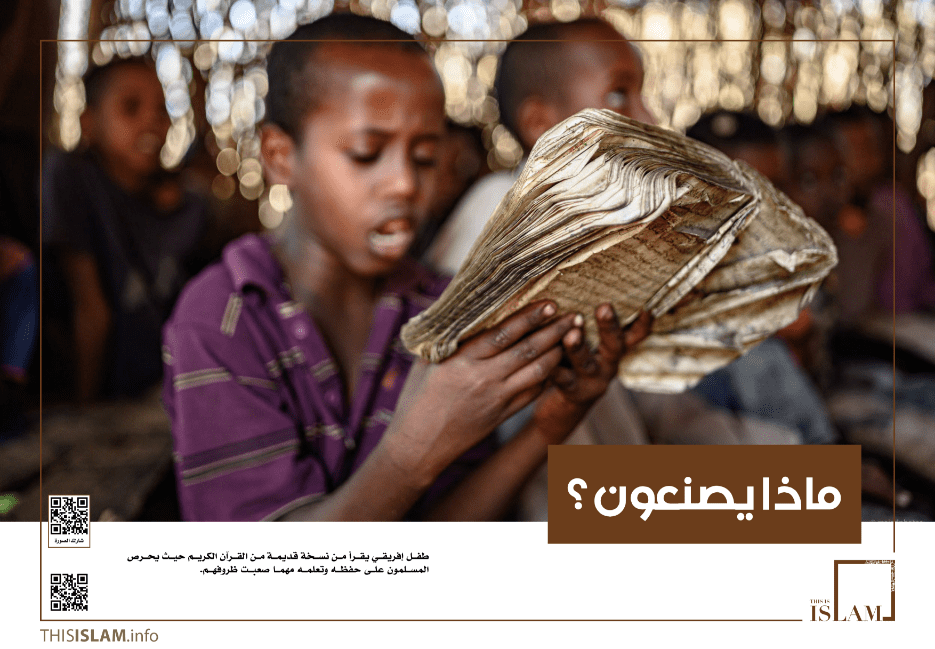 ماذا يصنعون ؟
شارك الصورة
طفل إفريقي يقرأ من نسخة قديمة من القرآن الكريم حيث يحرص
المسلمون على حفظه وتعلمه مهما صعبت ظروفهم.
THIS IS
ISLAM
THISISLAM.info